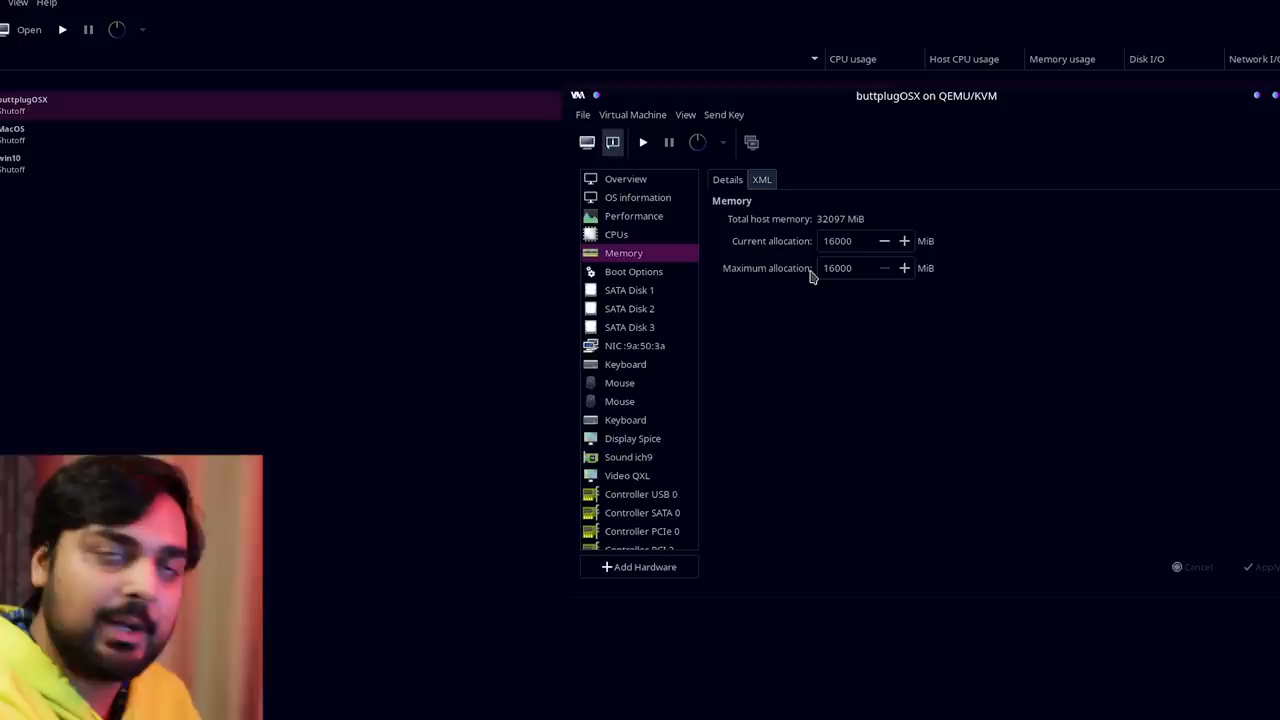 View Help
Open
CPU usage Host CPU usage Memory usage Disk I/O Network I/O
buttplugOSX
Shutoff
MacOS
Shutoff
win10
Shutoff
buttplugOSX on QEMU/KVM
File Virtual Machine View Send Key
Overview
OS information
Performance
CPUs
Memory
Boot Options
SATA Disk 1
SATA Disk 2
SATA Disk 3
NIC :9a:50:3a
Keyboard
Mouse
Mouse
Keyboard
Display Spice
Sound ich9
Video QXL
Controller USB 0
Controller SATA 0
Controller PCIe 0
Add Hardware
Details XML
Memory
Total host memory: 32097 MiB
Current allocation: 16000 MiB
Maximum allocation: 16000 MiB
Cancel Apply